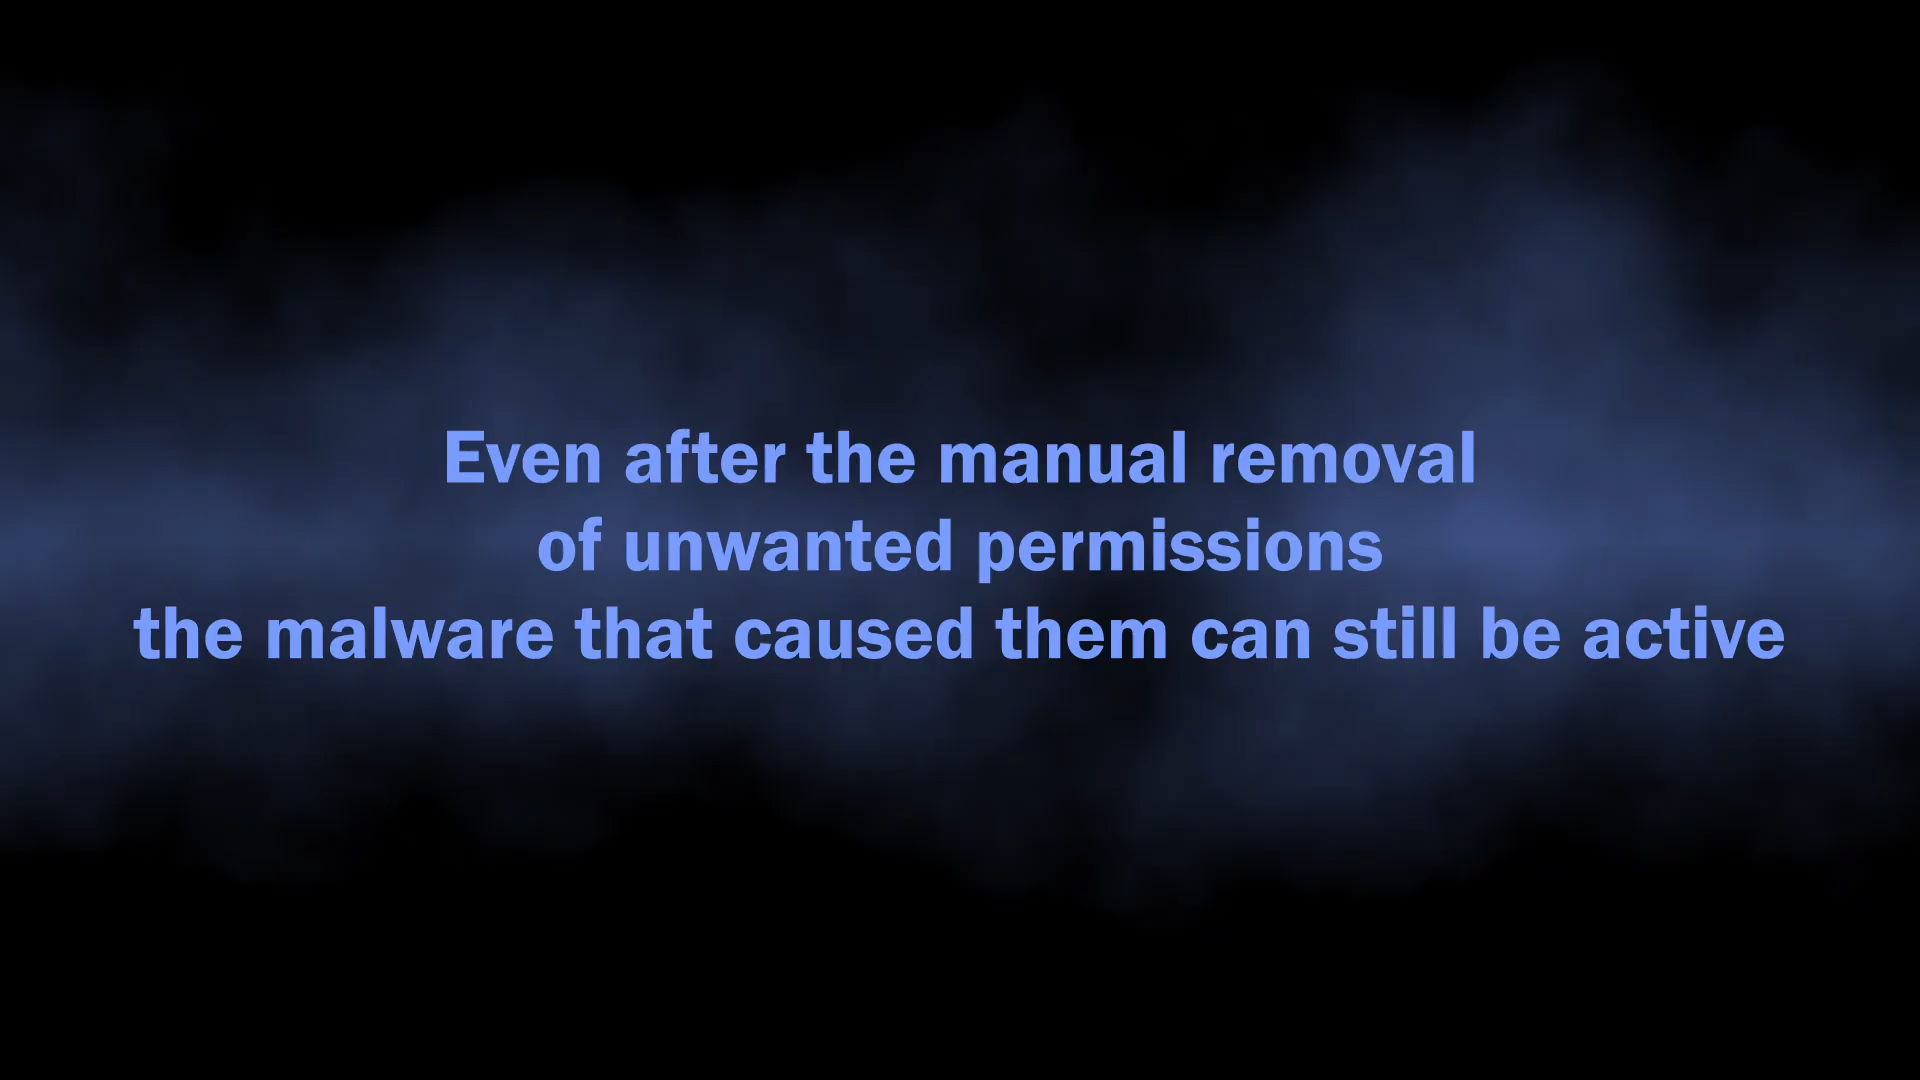 Even after the manual removal
of unwanted permissions
the malware that caused them can still be active